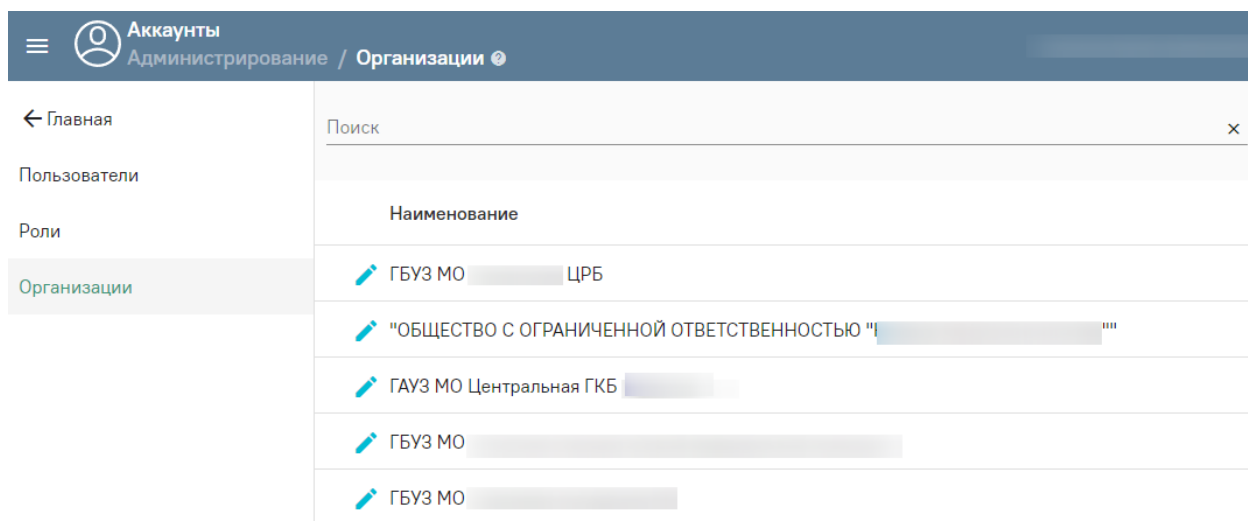 Аккаунты
Администрирование / Организации
Главная
Пользователи
Роли
Организации
Поиск
Наименование
ГБУЗ МО ЦРБ
"ОБЩЕСТВО С ОГРАНИЧЕННОЙ ОТВЕТСТВЕННОСТЬЮ " ""
ГАУЗ МО Центральная ГКБ
ГБУЗ МО
ГБУЗ МО